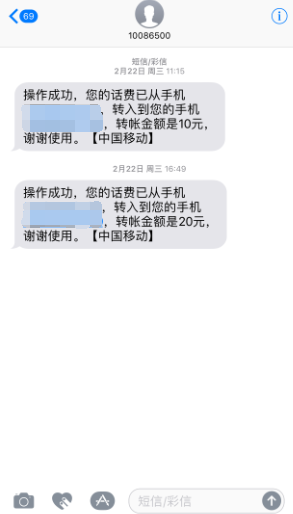 69
10086500
短信/彩信
2月22日 周三 11:15
操作成功，您的话费已从手机
，转入到您的手机
，转帐金额是10元，
谢谢使用。【中国移动】
2月22日 周三 16:49
操作成功，您的话费已从手机
，转入到您的手机
，转帐金额是20元，
谢谢使用。【中国移动】
短信/彩信